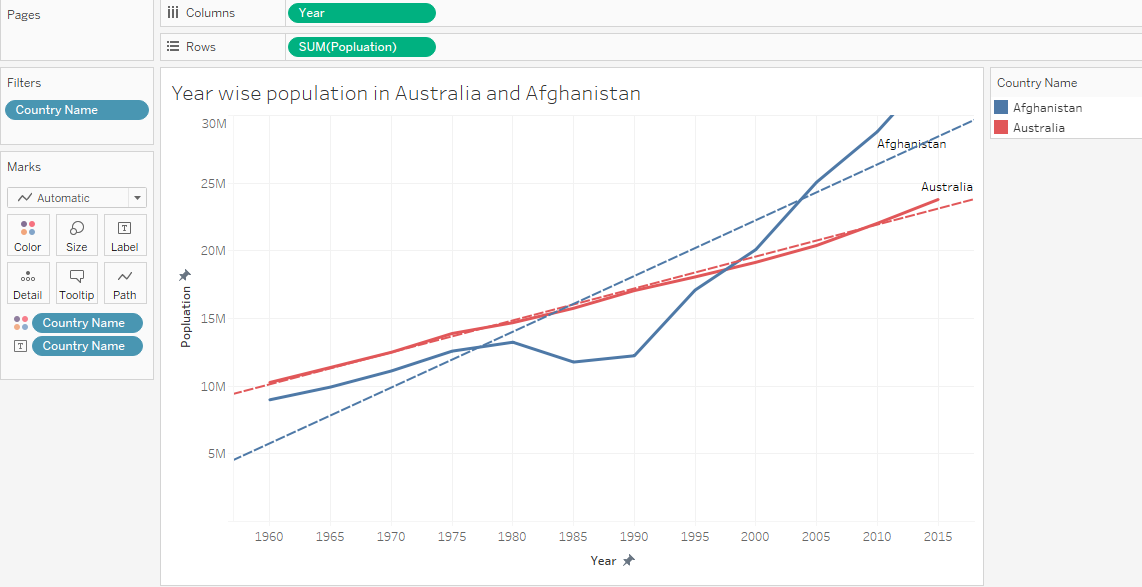 Pages
Columns
Year
Rows
SUM(Popluation)
Filters
Country Name
Marks
Automatic
Color
Size
T
Label
Detail
Tooltip
Path
Country Name
T
Country Name
Year wise population in Australia and Afghanistan
30M
25M
20M
15M
10M
5M
Popluation
Afghanistan
Australia
1960 1965 1970 1975 1980 1985 1990 1995 2000 2005 2010 2015
Year
Country Name
Afghanistan
Australia